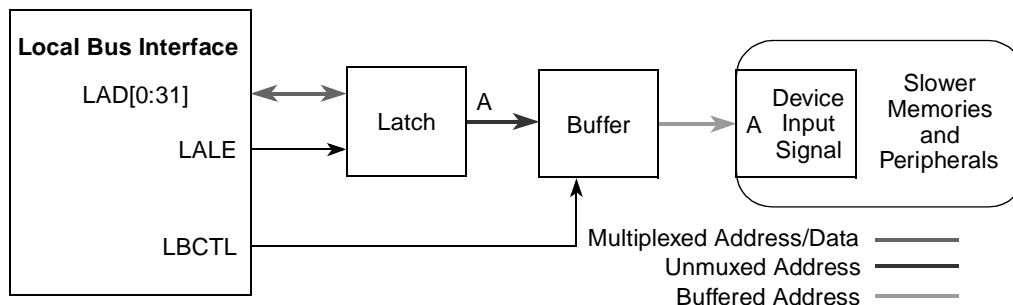 Local Bus Interface
LAD[0:31]
LALE
LBCTL
Latch
A
Buffer
A
Device
Input
Signal
Slower
Memories
and
Peripherals
Multiplexed Address/Data
Unmuxed Address
Buffered Address